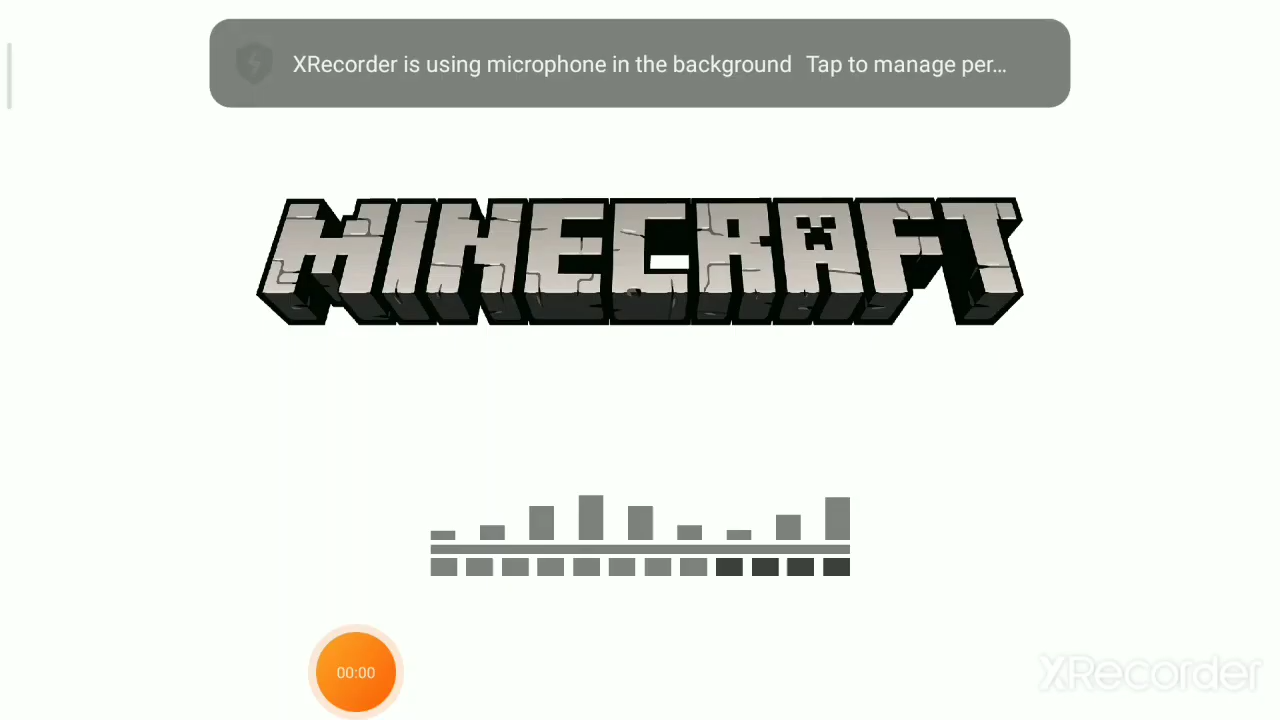 XRecorder is using microphone in the background Tap to manage per...
MINECRAFT
00:00
XRecorder